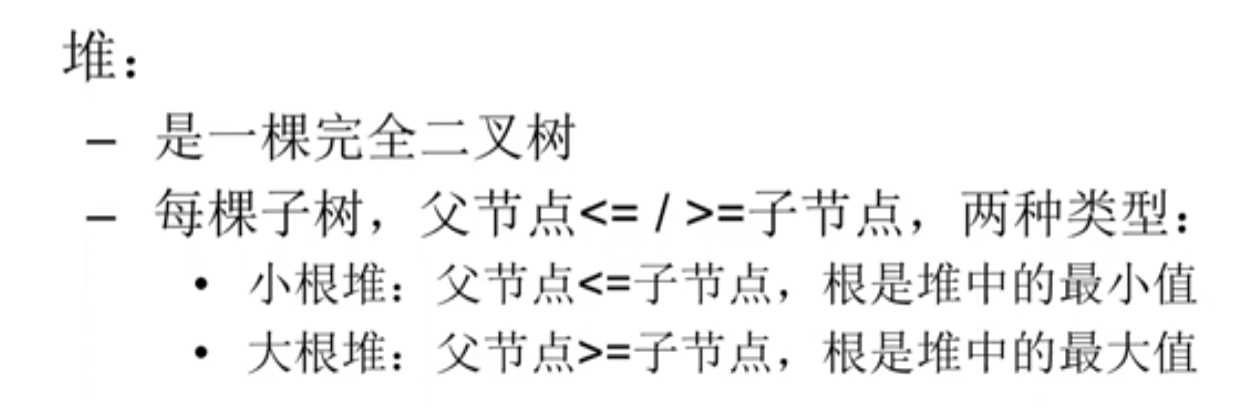 堆：
– 是一棵完全二叉树
– 每棵子树，父节点<= / >=子节点，两种类型：
• 小根堆：父节点<=子节点，根是堆中的最小值
• 大根堆：父节点>=子节点，根是堆中的最大值